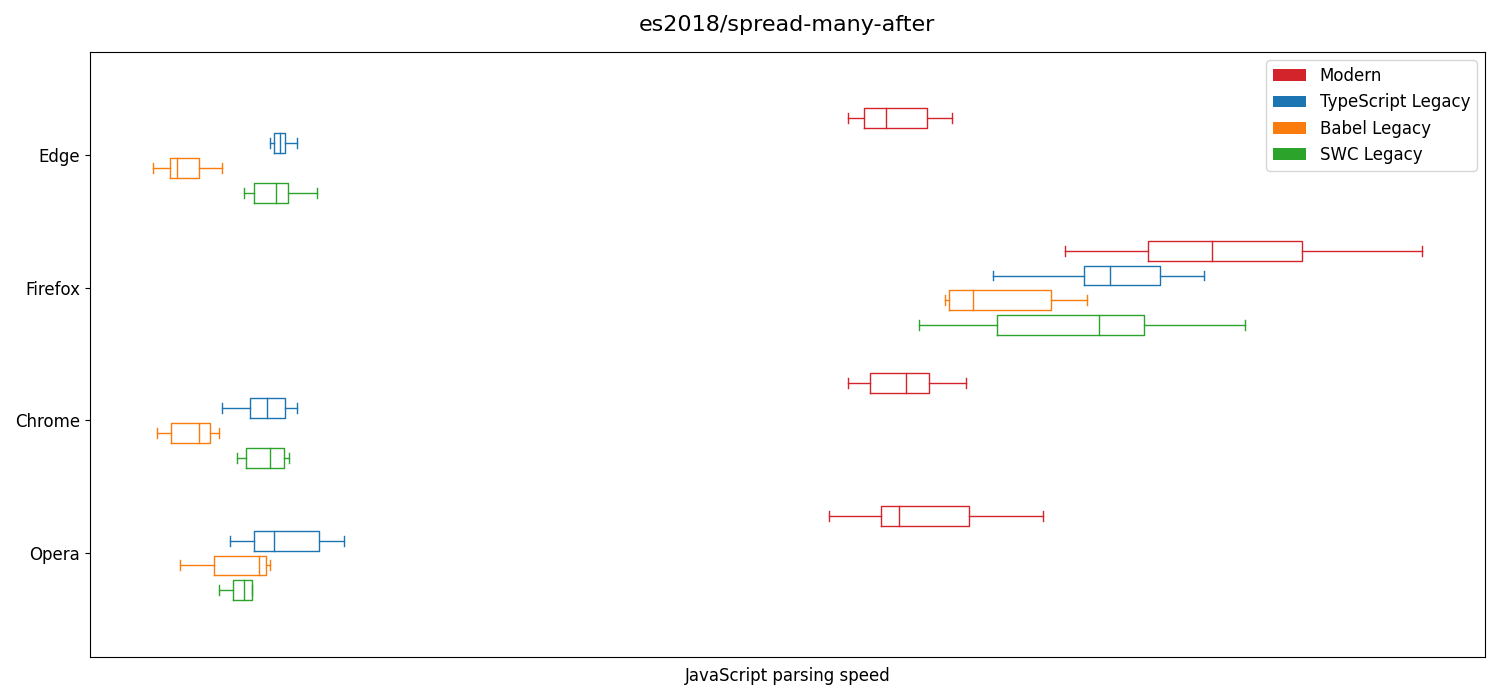 es2018/spread-many-after
Modern
TypeScript Legacy
Babel Legacy
SWC Legacy
Edge
Firefox
Chrome
Opera
JavaScript parsing speed